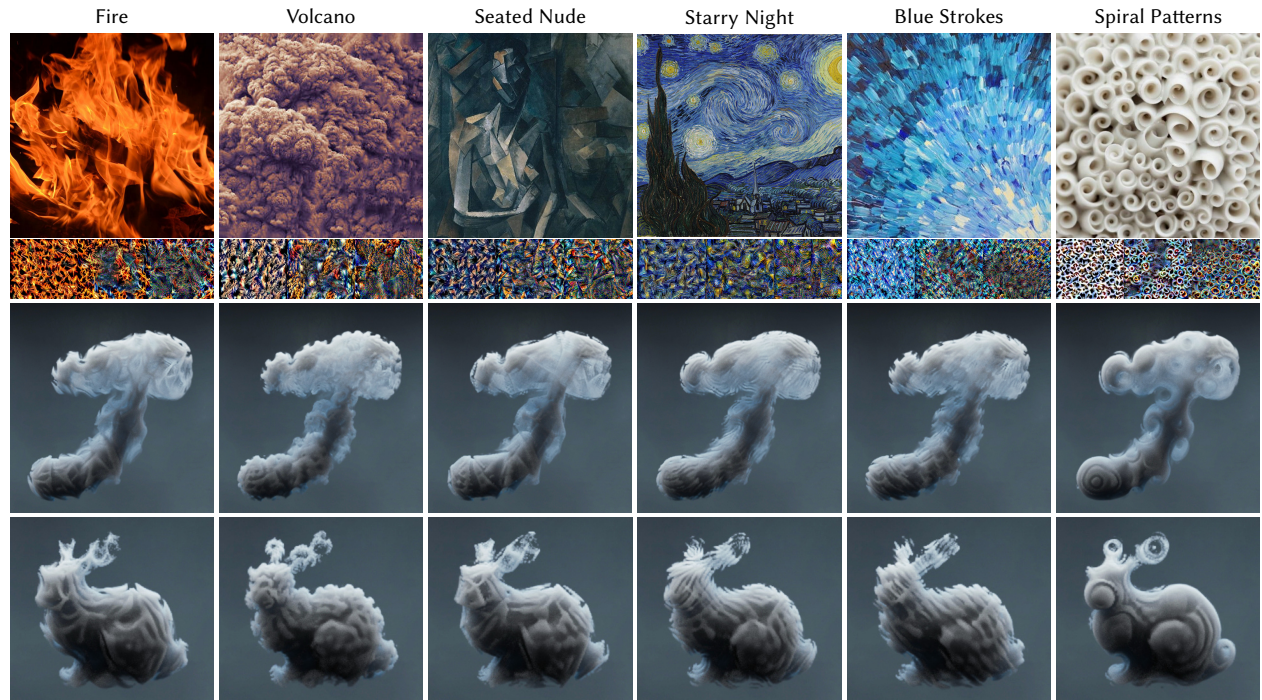 Fire
Volcano
Seated Nude
Starry Night
Blue Strokes
Spiral Patterns